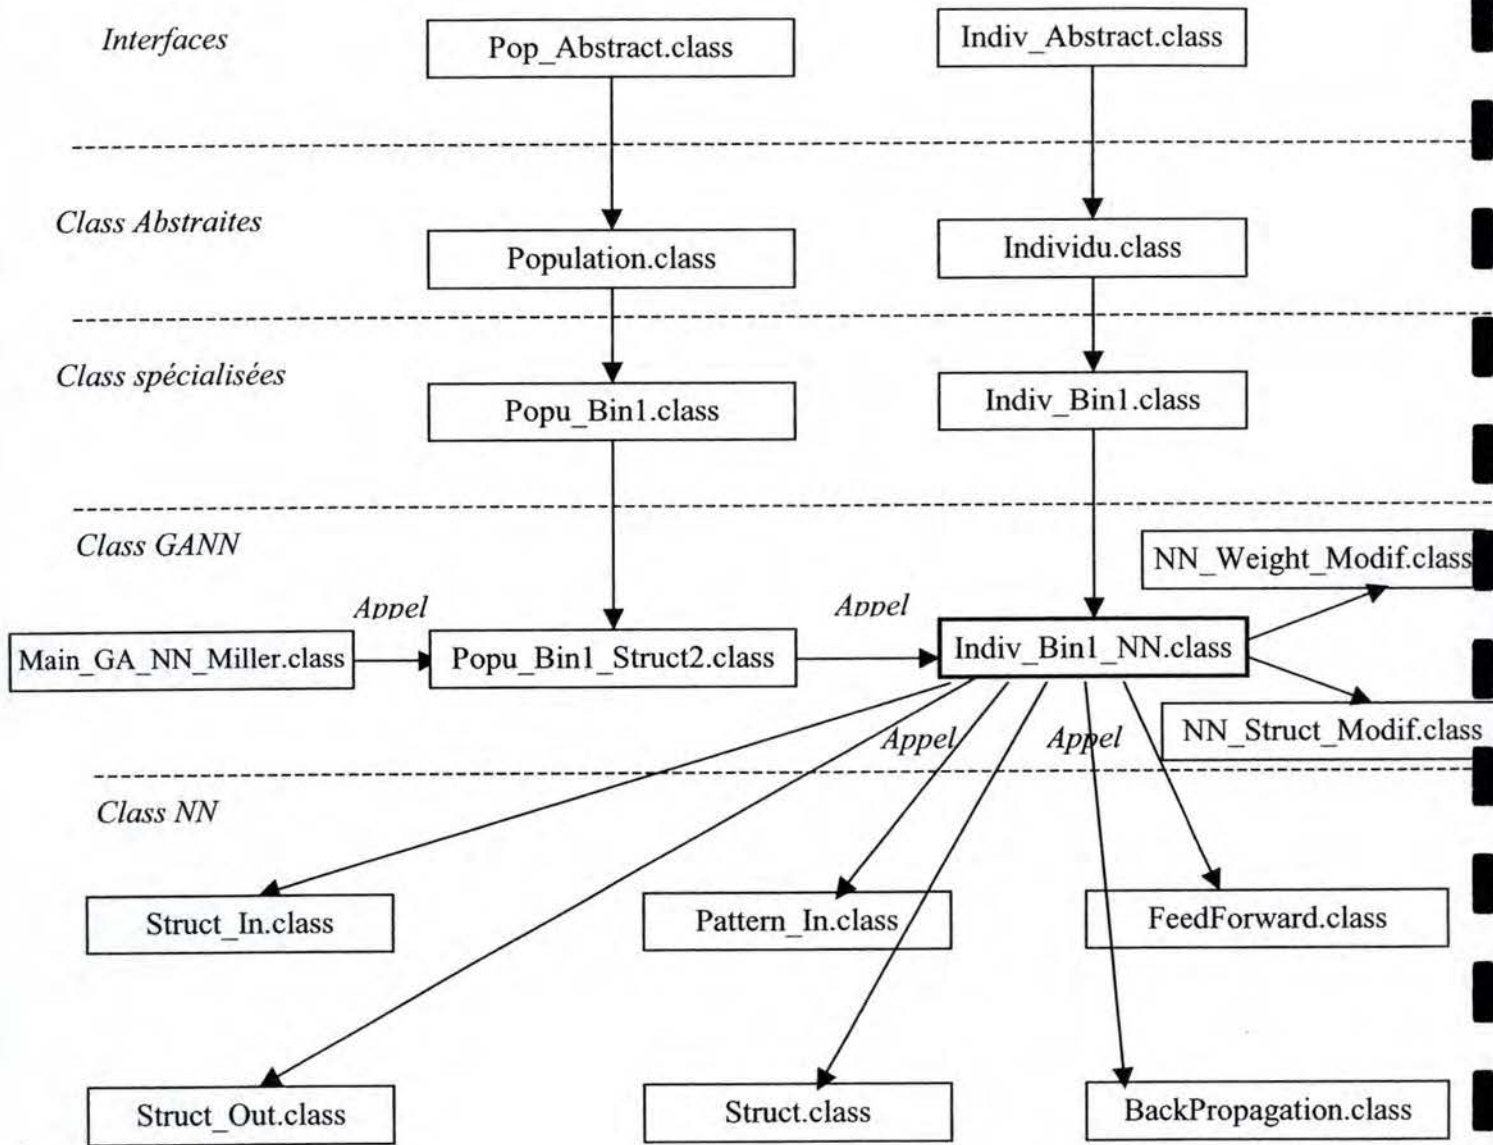 Interfaces
Pop_Abstract.class
Indiv_Abstract.class
Class Abstraites
Population.class
Individu.class
Class spécialisées
Popu_Bin1.class
Indiv_Bin1.class
Class GANN
NN_Weight_Modif.class
Appel
Appel
Main_GA_NN_Miller.class
Popu_Bin1_Struct2.class
Indiv_Bin1_NN.class
NN_Struct_Modif.class
Appel
Appel
Class NN
Struct_In.class
Pattern_In.class
FeedForward.class
Struct_Out.class
Struct.class
BackPropagation.class